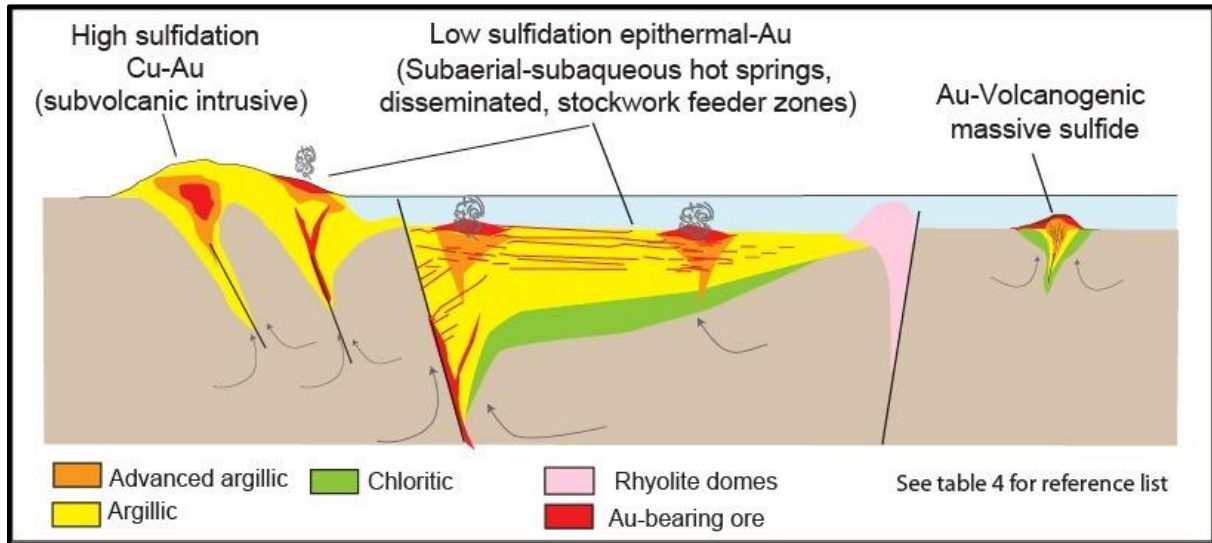 High sulfidation
Cu-Au
(subvolcanic intrusive)
Low sulfidation epithermal-Au
(Subaerial-subaqueous hot springs,
disseminated, stockwork feeder zones)
Au-Volcanogenic
massive sulfide
Advanced argillic
Argillic
Chloritic
Rhyolite domes
Au-bearing ore
See table 4 for reference list